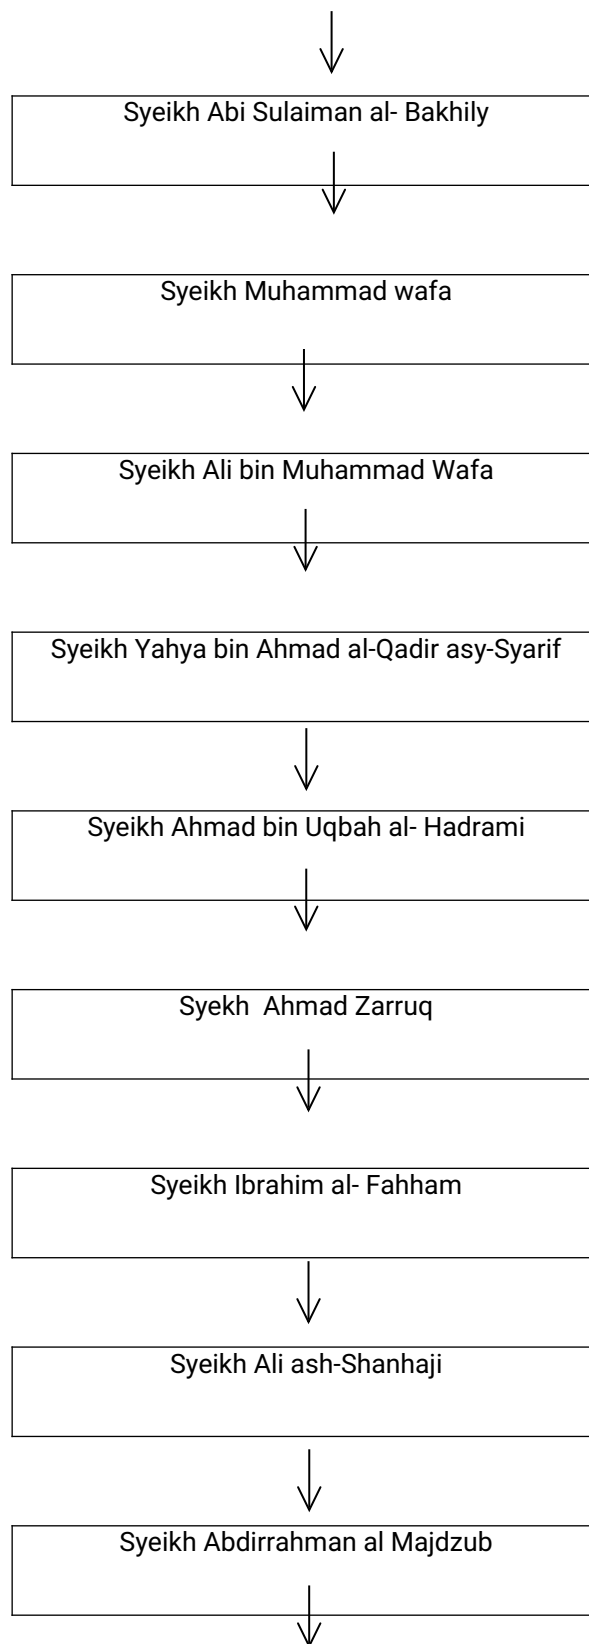 Syeikh Abi Sulaiman al- Bakhily
Syeikh Muhammad wafa
Syeikh Ali bin Muhammad Wafa
Syeikh Yahya bin Ahmad al-Qadir asy-Syarif
Syeikh Ahmad bin Uqbah al- Hadrami
Syekh  Ahmad Zarruq
Syeikh Ibrahim al- Fahham
Syeikh Ali ash-Shanhaji
Syeikh Abdirrahman al Majdzub